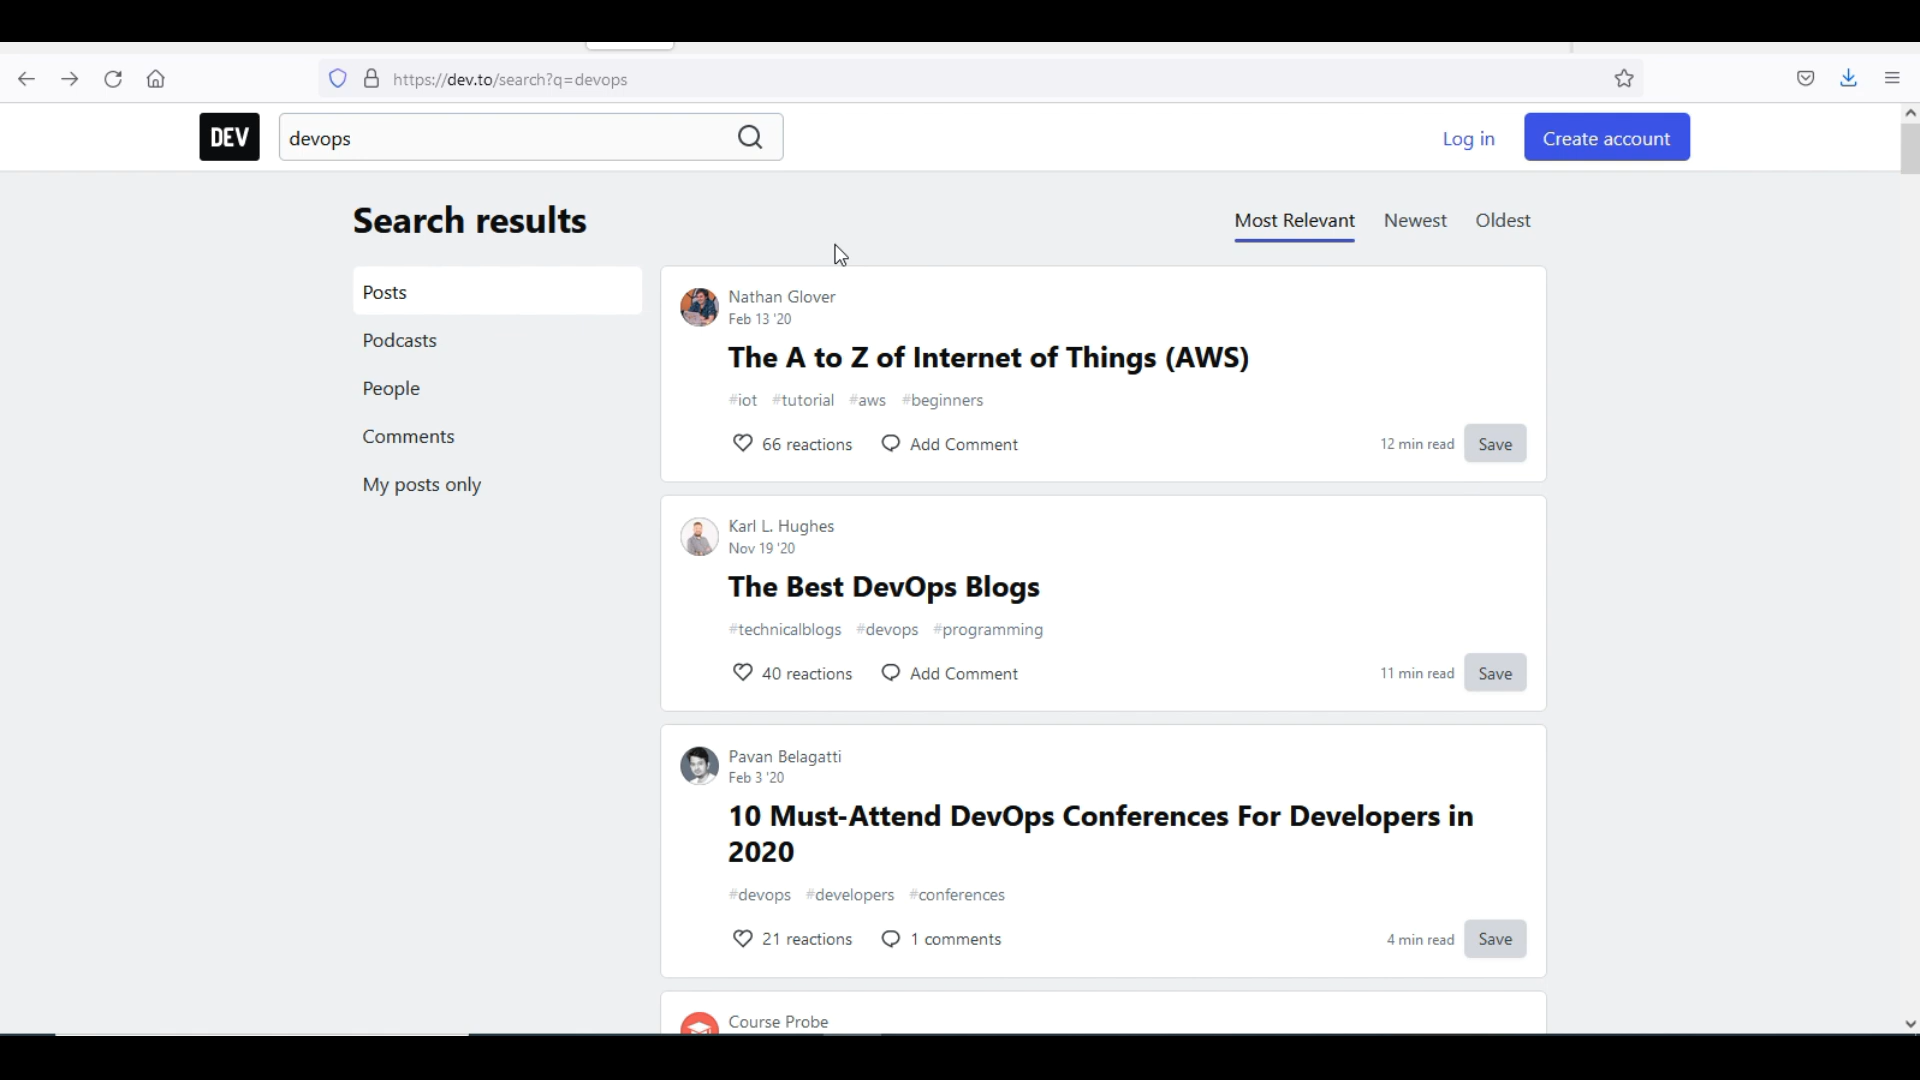 https://dev.to/search?q=devops
DEV
devops
Log in
Create account
Search results
Most Relevant
Newest
Oldest
Posts
Podcasts
People
Comments
My posts only
Nathan Glover
Feb 13 '20
The A to Z of Internet of Things (AWS)
#iot #tutorial #aws #beginners
66 reactions
Add Comment
12 min read
Save
Karl L. Hughes
Nov 19 '20
The Best DevOps Blogs
#technicalblogs #devops #programming
40 reactions
Add Comment
11 min read
Save
Pavan Belagatti
Feb 3 '20
10 Must-Attend DevOps Conferences For Developers in
2020
#devops #developers #conferences
21 reactions
1 comments
4 min read
Save
Course Probe